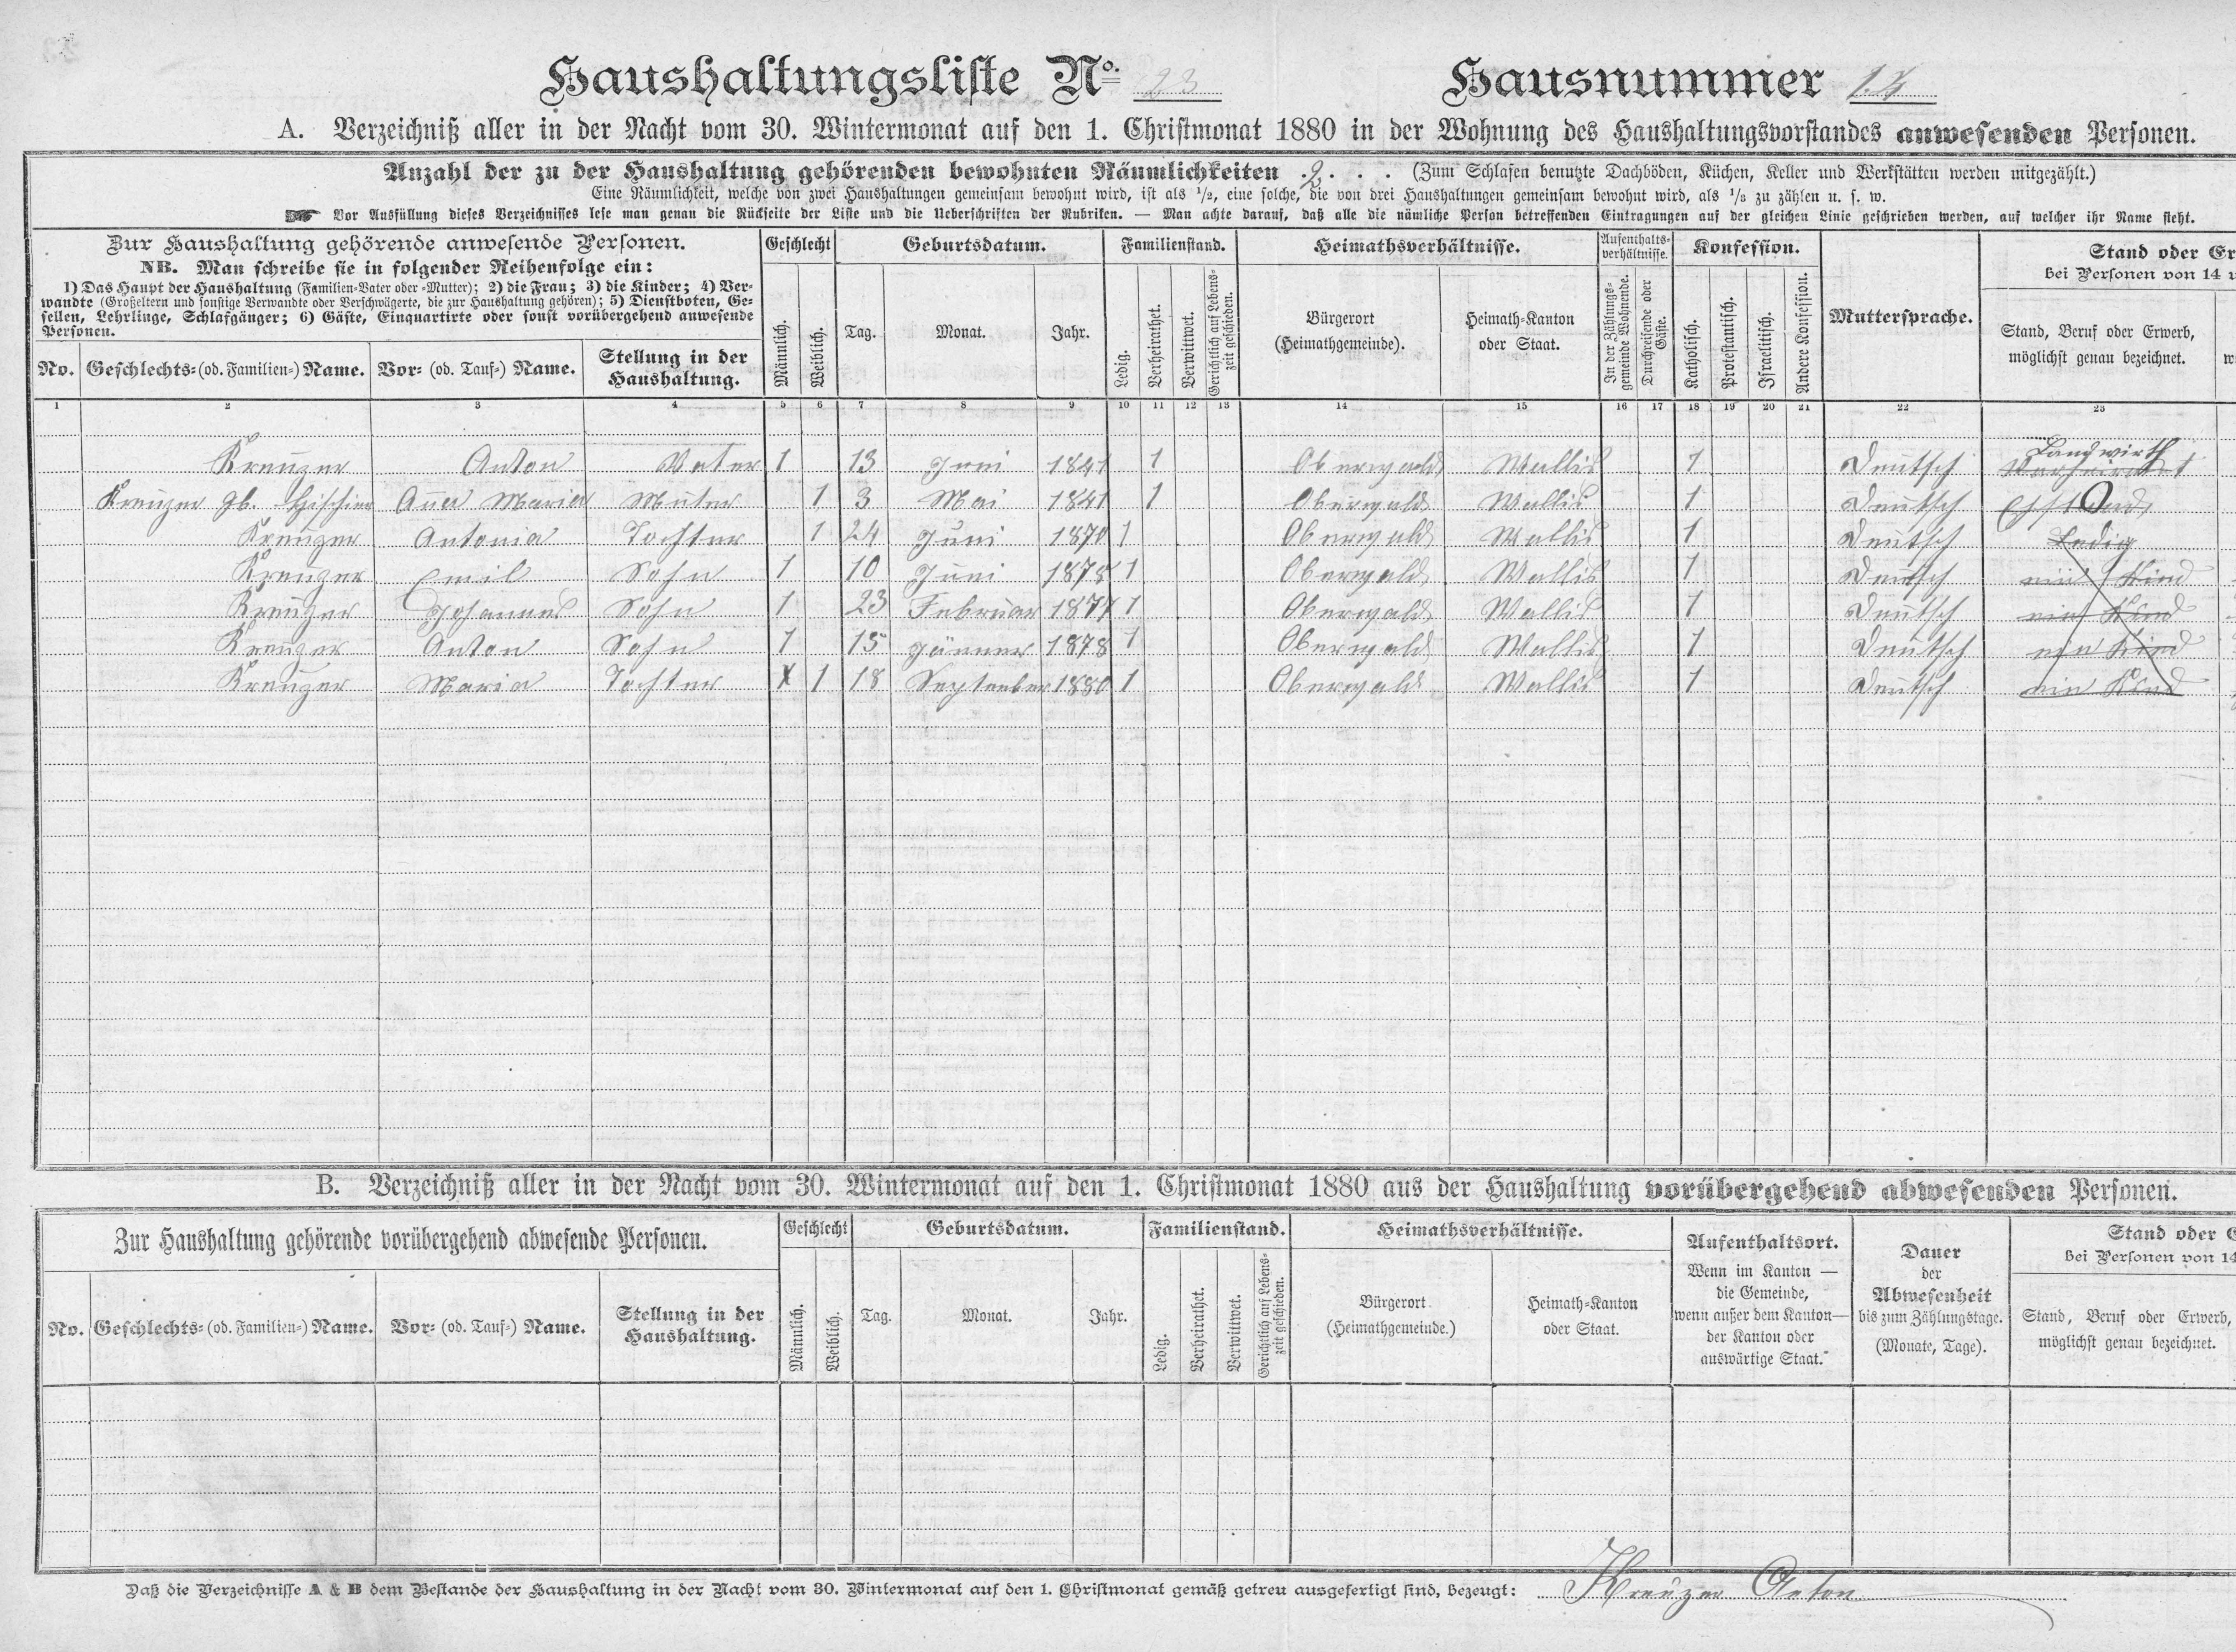 Haushaltungsliste No. 23 Hausnummer
A. Verzeichniß aller in der Nacht vom 30. Wintermonat auf den 1. Christmonat 1880 in der Wohnung des Haushaltungsvorstandes anwesenden Personen.
Anzahl der zu der Haushaltung gehörenden bewohnten Räumlichkeiten . 2 . . . (Zum Schlafen benutzte Dachböden, Küchen, Keller und Werkstätten werden mitgezählt.)
Eine Räumlichkeit, welche von zwei Haushaltungen gemeinsam bewohnt wird, ist als 1/2, eine solche, die von drei Haushaltungen gemeinsam bewohnt wird, als 1/3 zu zählen u. s. w.
Vor Ausfüllung dieses Verzeichnisses lese man genau die Rückseite der Liste und die Ueberschriften der Rubriken. — Man achte darauf, daß alle die nämliche Person betreffenden Eintragungen auf der gleichen Linie geschrieben werden, auf welcher ihr Name steht.
Zur Haushaltung gehörende anwesende Personen. Geschlecht Geburtsdatum. Familienstand. Heimathsverhältnisse. Aufenthalts-verhältnisse. Konfession. Stand oder Er
NB. Man schreibe sie in folgender Reihenfolge ein: bei Personen von 14 u
1) Das Haupt der Haushaltung (Familien-Vater oder -Mutter); 2) die Frau; 3) die Kinder; 4) Ver-
wandte (Großeltern und sonstige Verwandte oder Verschwägerte, die zur Haushaltung gehören); 5) Dienstboten, Ge-
sellen, Lehrlinge, Schlafgänger; 6) Gäste, Einquartirte oder sonst vorübergehend anwesende
Personen.
No. Geschlechts- (od. Familien-) Name. Vor- (od. Tauf-) Name. Stellung in der Haushaltung. Männlich. Weiblich. Tag. Monat. Jahr. Ledig. Verheirathet. Verwittwet. Gerichtlich auf Lebens-zeit geschieden. Bürgerort (Heimathgemeinde). Heimath-Kanton oder Staat. In der Zählungs-gemeinde Wohnende. Durchreisende oder Gäste. Katholisch. Protestantisch. Israelitisch. Andere Konfession. Muttersprache. Stand, Beruf oder Erwerb, möglichst genau bezeichnet.
1 2 3 4 5 6 7 8 9 10 11 12 13 14 15 16 17 18 19 20 21 22 23
Landwirth
Kreuzer Anton Vater 1 13 Juni 1841 1 Oberwald Wallis 1 Deutsch Verheirathet
Kreuzer gb. Hischier Anna Maria Muter 1 3 Mai 1841 1 Oberwald Wallis 1 Deutsch
Kreuzer Antonia Tochter 1 24 Juni 1870 1 Oberwald Wallis 1 Deutsch Ledig
Kreuzer Emil Sohn 1 10 Juni 1875 1 Oberwald Wallis 1 Deutsch ein Kind
Kreuzer Johannes Sohn 1 23 Februar 1877 1 Oberwald Wallis 1 Deutsch ein Kind
Kreuzer Anton Sohn 1 15 Jänner 1878 1 Oberwald Wallis 1 Deutsch ein Kind
Kreuzer Maria Tochter 1 18 September 1880 1 Oberwald Wallis 1 Deutsch ein Kind
B. Verzeichniß aller in der Nacht vom 30. Wintermonat auf den 1. Christmonat 1880 aus der Haushaltung vorübergehend abwesenden Personen.
Zur Haushaltung gehörende vorübergehend abwesende Personen. Geschlecht Geburtsdatum. Familienstand. Heimathsverhältnisse. Aufenthaltsort. Wenn im Kanton — die Gemeinde, wenn außer dem Kanton— der Kanton oder auswärtige Staat. Dauer der Abwesenheit bis zum Zählungstage. (Monate, Tage). Stand oder E
bei Personen von 14
No. Geschlechts- (od. Familien-) Name. Vor- (od. Tauf-) Name. Stellung in der Haushaltung. Männlich. Weiblich. Tag. Monat. Jahr. Ledig. Verheirathet. Verwittwet. Gerichtlich auf Lebens-zeit geschieden. Bürgerort (Heimathgemeinde.) Heimath-Kanton oder Staat. Stand, Beruf oder Erwerb, möglichst genau bezeichnet.
Daß die Verzeichnisse A & B dem Bestande der Haushaltung in der Nacht vom 30. Wintermonat auf den 1. Christmonat gemäß getreu ausgefertigt sind, bezeugt: Kreuzer Anton